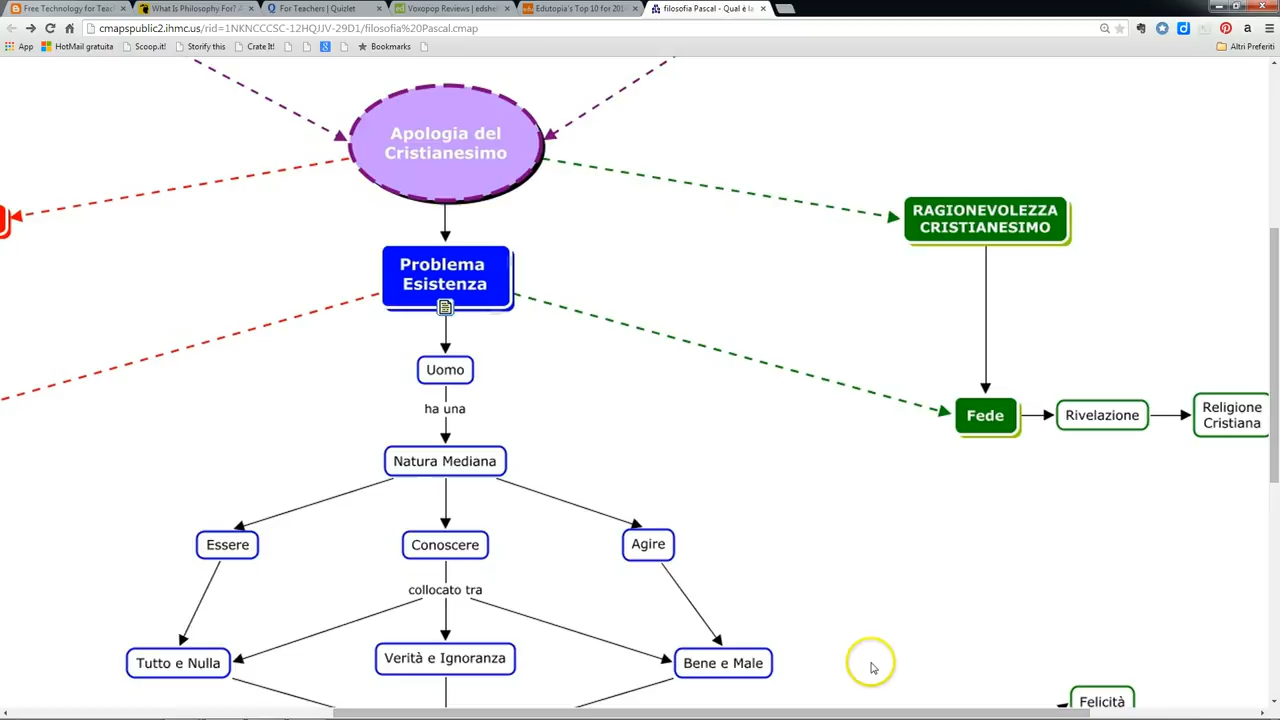 Free Technology for Teac
What Is Philosophy For? A
For Teachers | Quizlet
Voxopop Reviews | edshel
Edutopia's Top 10 for 201
filosofia Pascal - Qual è la
cmapspublic2.ihmc.us/rid=1NKNCCCSC-12HQJJV-29D1/filosofia%20Pascal.cmap
App
HotMail gratuita
Scoop.it!
Storify this
Crate It!
Bookmarks
Altri Preferiti
Apologia del
Cristianesimo
RAGIONEVOLEZZA
CRISTIANESIMO
Problema
Esistenza
Uomo
ha una
Fede
Rivelazione
Religione
Cristiana
Natura Mediana
Essere
Conoscere
Agire
collocato tra
Tutto e Nulla
Verità e Ignoranza
Bene e Male
Felicità